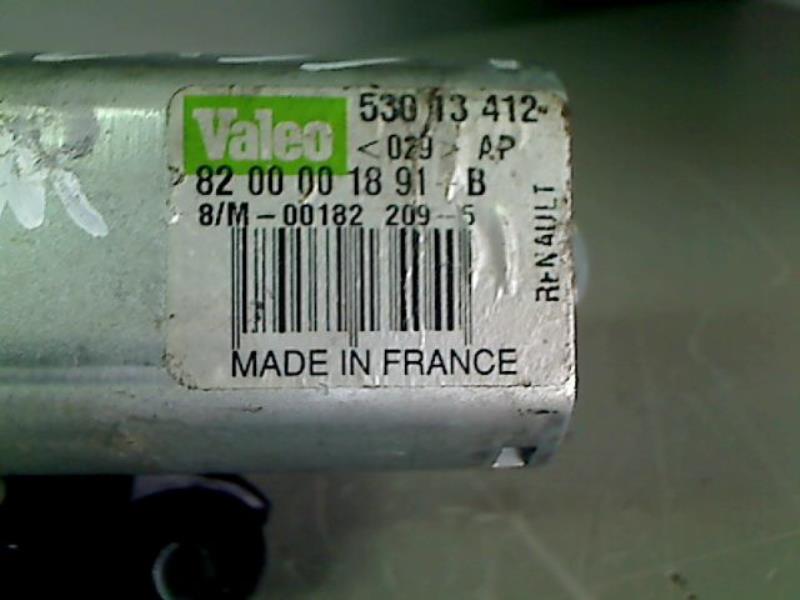 Valeo
530 13 412-
<029> AP
82 00 00 18 91 - B
8/M-00182 209-5
RENAULT
MADE IN FRANCE